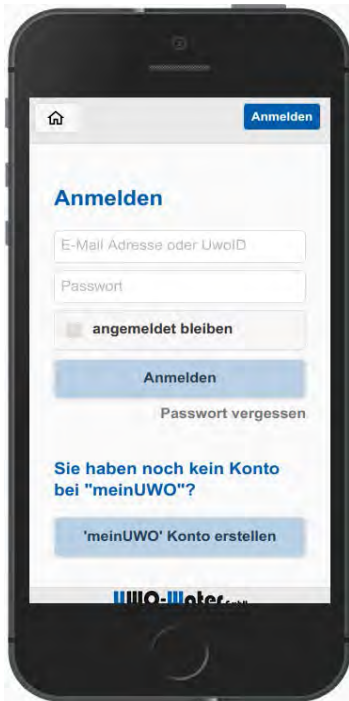 Anmelden
Anmelden
E-Mail Adresse oder UwoID
Passwort
angemeldet bleiben
Anmelden
Passwort vergessen
Sie haben noch kein Konto
bei "meinUWO"?
'meinUWO' Konto erstellen